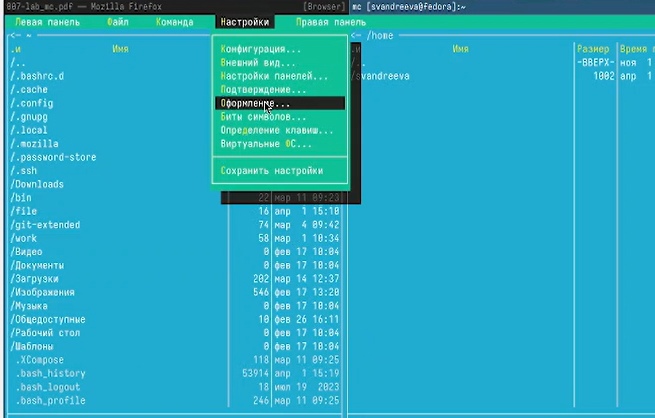 007-lab_mc.pdf — Mozilla Firefox [Browser] mc [svandreeva@fedora]:~
Левая панель Файл Команда Настройки Правая панель
<— ~ <— /home
.и Имя .и Имя Размер Время п
/.. /.. -ВВЕРХ- ноя 1
/.bashrc.d /svandreeva 1002 апр 1
/.cache
/.config
/.gnupg
/.local
/.mozilla
/.password-store
/.ssh
/Downloads
Конфигурация...
Внешний вид...
Настройки панелей...
Подтверждение...
Оформление...
Биты символов...
Определение клавиш...
Виртуальные ФС...
Сохранить настройки
/bin 22 мар 11 09:23
/file 16 апр 1 15:18
/git-extended 74 мар 4 09:42
/work 58 мар 1 10:34
/Видео 0 фев 17 10:04
/Документы 0 фев 17 10:04
/Загрузки 202 мар 14 12:37
/Изображения 546 фев 17 13:20
/Музыка 0 фев 17 10:04
/Общедоступные 10 фев 26 16:11
/Рабочий стол 0 фев 17 10:04
/Шаблоны 0 фев 17 10:04
.XCompose 118 мар 11 09:25
.bash_history 53914 апр 1 15:19
.bash_logout 18 июл 19 2023
.bash_profile 246 мар 11 09:25